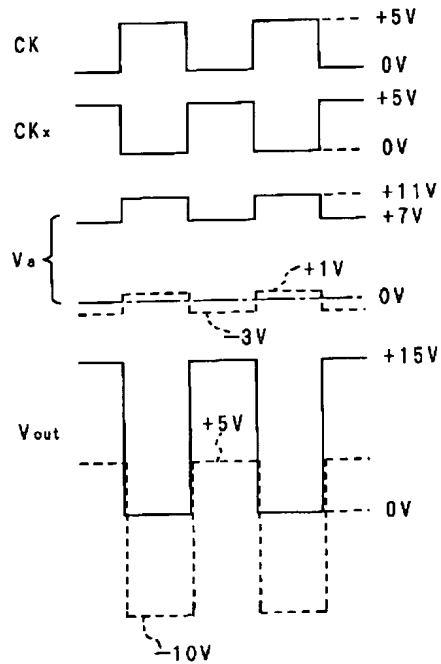 CK
+5V
0V
CKx
+5V
0V
+11V
+7V
Va
+1V
0V
-3V
+15V
Vout
+5V
0V
-10V